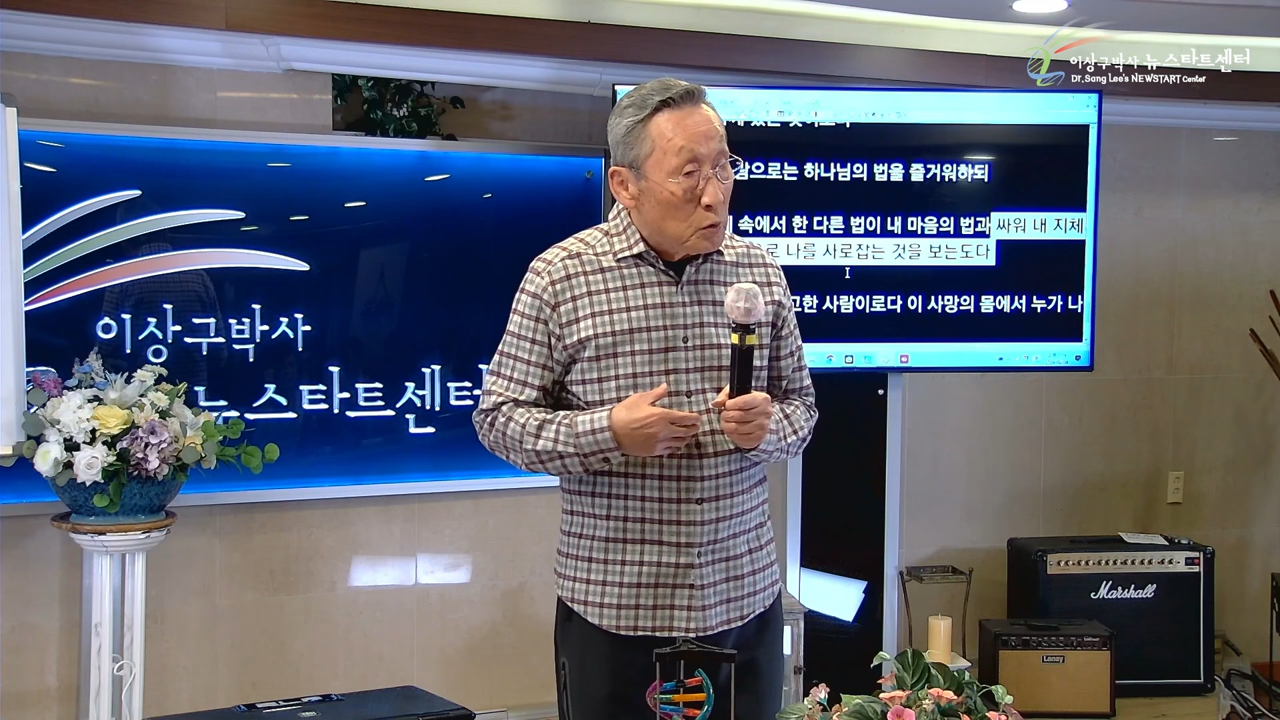 이상구박사 뉴스타트센터
Dr. Sang Lee's NEWSTART Center
이상구박사
뉴스타트센터
으로는 하나님의 법을 즐거워하되
속에서 한 다른 법이 내 마음의 법과 싸워 내 지체
로 나를 사로잡는 것을 보는도다
고한 사람이로다 이 사망의 몸에서 누가 나
Marshall
Laney